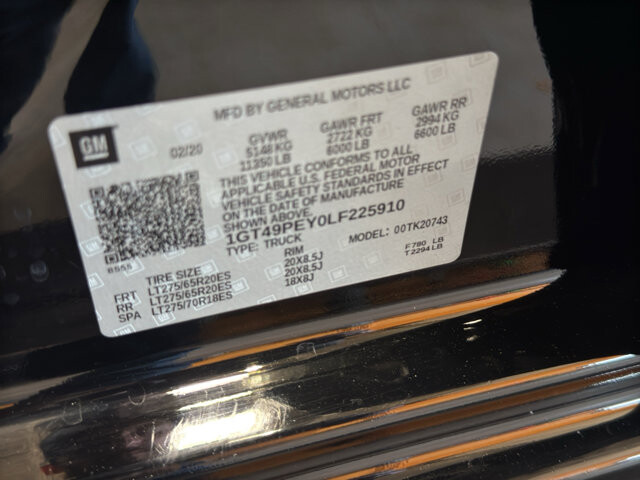 MFD BY GENERAL MOTORS LLC
GM
02/20 GVWR GAWR FRT GAWR RR
5148 KG 2722 KG 2994 KG
11350 LB 6000 LB 6600 LB
THIS VEHICLE CONFORMS TO ALL
APPLICABLE U.S. FEDERAL MOTOR
VEHICLE SAFETY STANDARDS IN EFFECT
ON THE DATE OF MANUFACTURE
SHOWN ABOVE.
1GT49PEY0LF225910
TYPE: TRUCK MODEL: 00TK20743
TIRE SIZE RIM F 780 LB
FRT LT275/65R20ES 20X8.5J T 2294 LB
RR LT275/65R20ES 20X8.5J
SPA LT275/70R18ES 18X8J